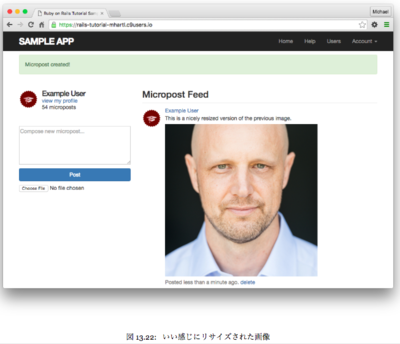 Ruby on Rails Tutorial Sam
Michael
https://rails-tutorial-mhartl.c9users.io
SAMPLE APP
Home
Help
Users
Account
Micropost created!
Example User
view my profile
54 microposts
Compose new micropost...
Post
Choose File No file chosen
Micropost Feed
Example User
This is a nicely resized version of the previous image.
Posted less than a minute ago. delete
図 13.22: いい感じにリサイズされた画像